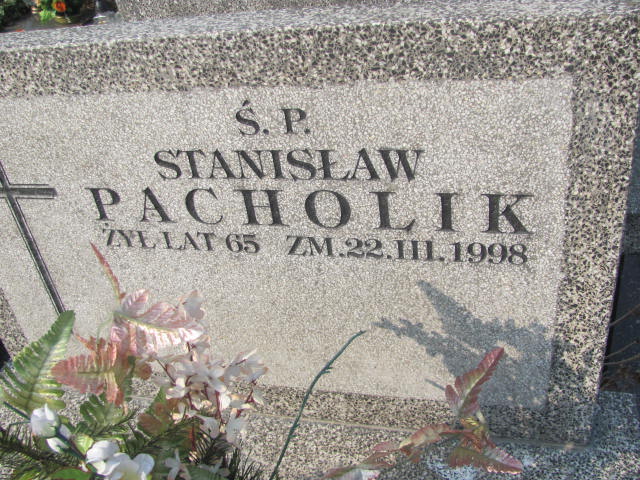 Ś. P.
STANISŁAW
PACHOLIK
ŻYŁ LAT 65 ZM. 22. III. 1998